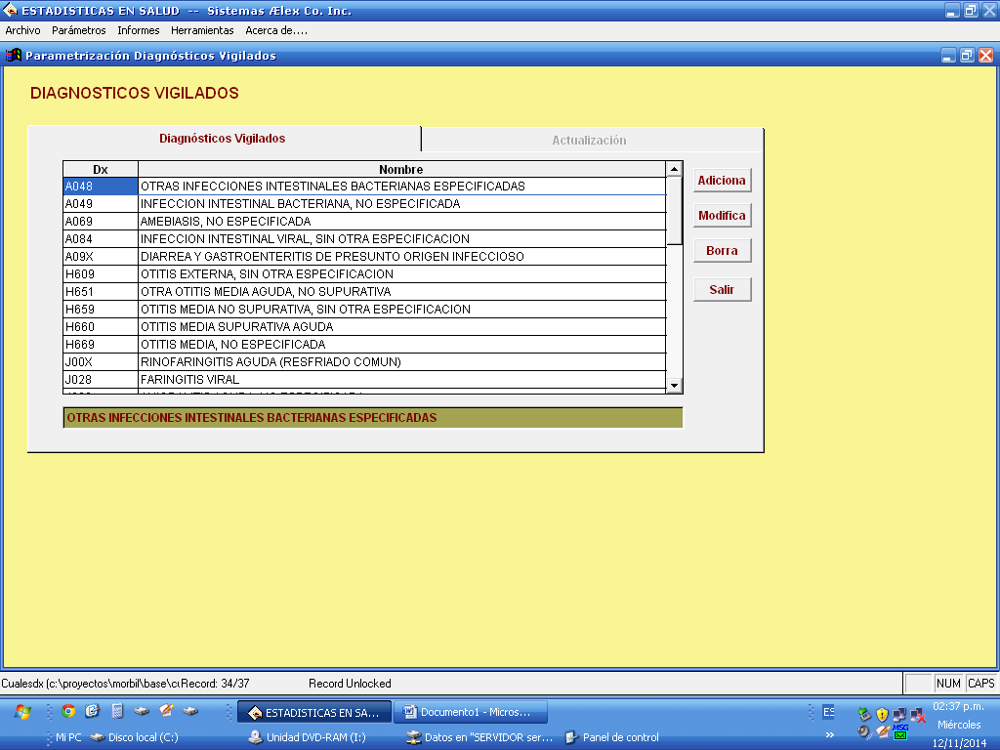 ESTADISTICAS EN SALUD -- Sistemas Ælex Co. Inc.
Archivo Parámetros Informes Herramientas Acerca de....
Parametrización Diagnósticos Vigilados
DIAGNOSTICOS VIGILADOS
Diagnósticos Vigilados Actualización
Dx Nombre
A048 OTRAS INFECCIONES INTESTINALES BACTERIANAS ESPECIFICADAS
A049 INFECCION INTESTINAL BACTERIANA, NO ESPECIFICADA
A069 AMEBIASIS, NO ESPECIFICADA
A084 INFECCION INTESTINAL VIRAL, SIN OTRA ESPECIFICACION
A09X DIARREA Y GASTROENTERITIS DE PRESUNTO ORIGEN INFECCIOSO
H609 OTITIS EXTERNA, SIN OTRA ESPECIFICACION
H651 OTRA OTITIS MEDIA AGUDA, NO SUPURATIVA
H659 OTITIS MEDIA NO SUPURATIVA, SIN OTRA ESPECIFICACION
H660 OTITIS MEDIA SUPURATIVA AGUDA
H669 OTITIS MEDIA, NO ESPECIFICADA
J00X RINOFARINGITIS AGUDA (RESFRIADO COMUN)
J028 FARINGITIS VIRAL
Adiciona
Modifica
Borra
Salir
OTRAS INFECCIONES INTESTINALES BACTERIANAS ESPECIFICADAS
Cualesdx (c:\proyectos\morbil\base\cu Record: 34/37 Record Unlocked NUM CAPS
ESTADISTICAS EN SA... Documento1 - Micros... ES MSG 02:37 p.m.
Miércoles
Mi PC Disco local (C:) Unidad DVD-RAM (I:) Datos en "SERVIDOR ser... Panel de control » 12/11/2014